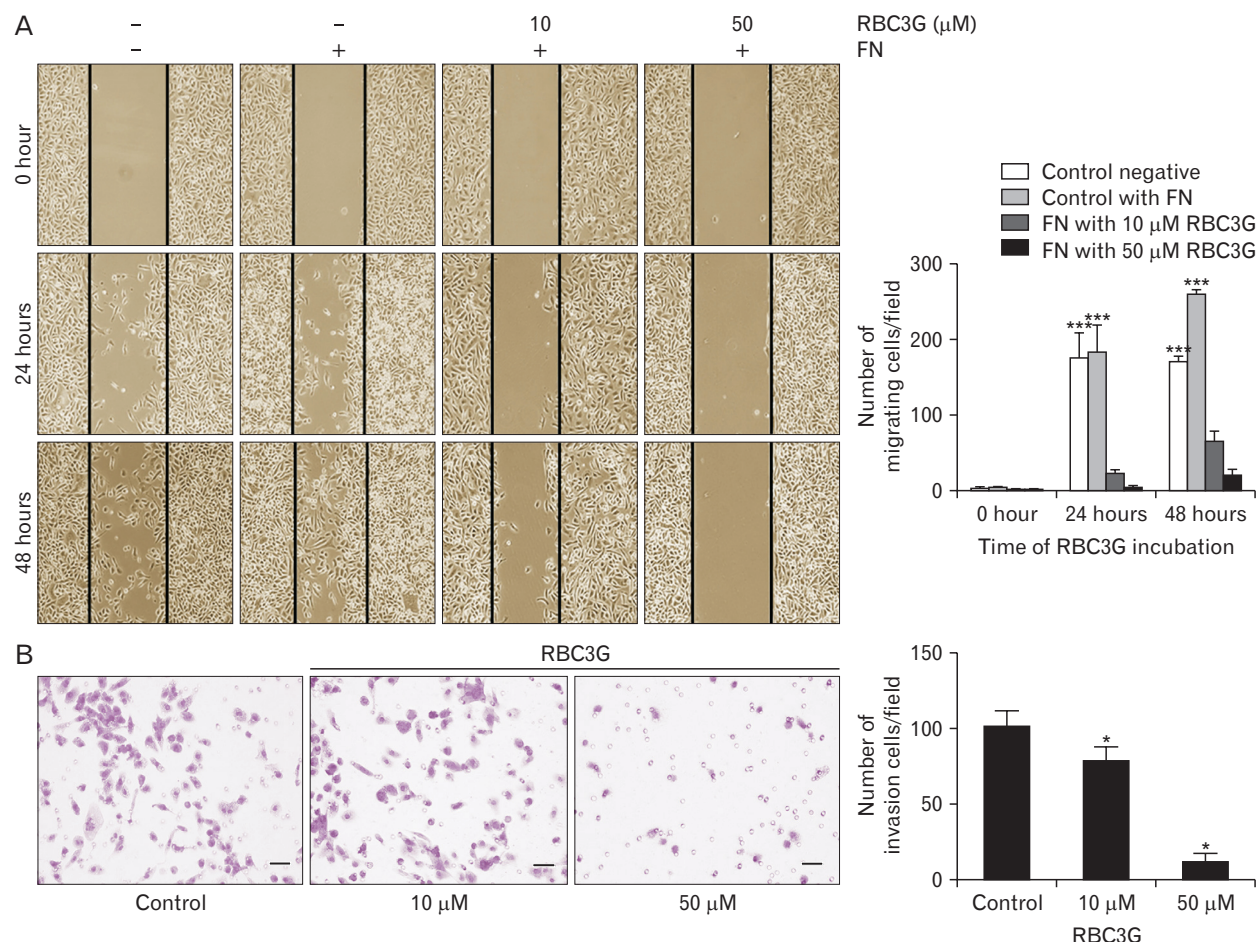 A
– – 10 50 RBC3G (μM)
– + + + FN
0 hour
24 hours
48 hours
Control negative
Control with FN
FN with 10 μM RBC3G
FN with 50 μM RBC3G
Number of
migrating cells/field
300
200
100
0
*** *** *** ***
0 hour 24 hours 48 hours
Time of RBC3G incubation
B
RBC3G
Control 10 μM 50 μM
Number of
invasion cells/field
150
100
50
0
* *
Control 10 μM 50 μM
RBC3G